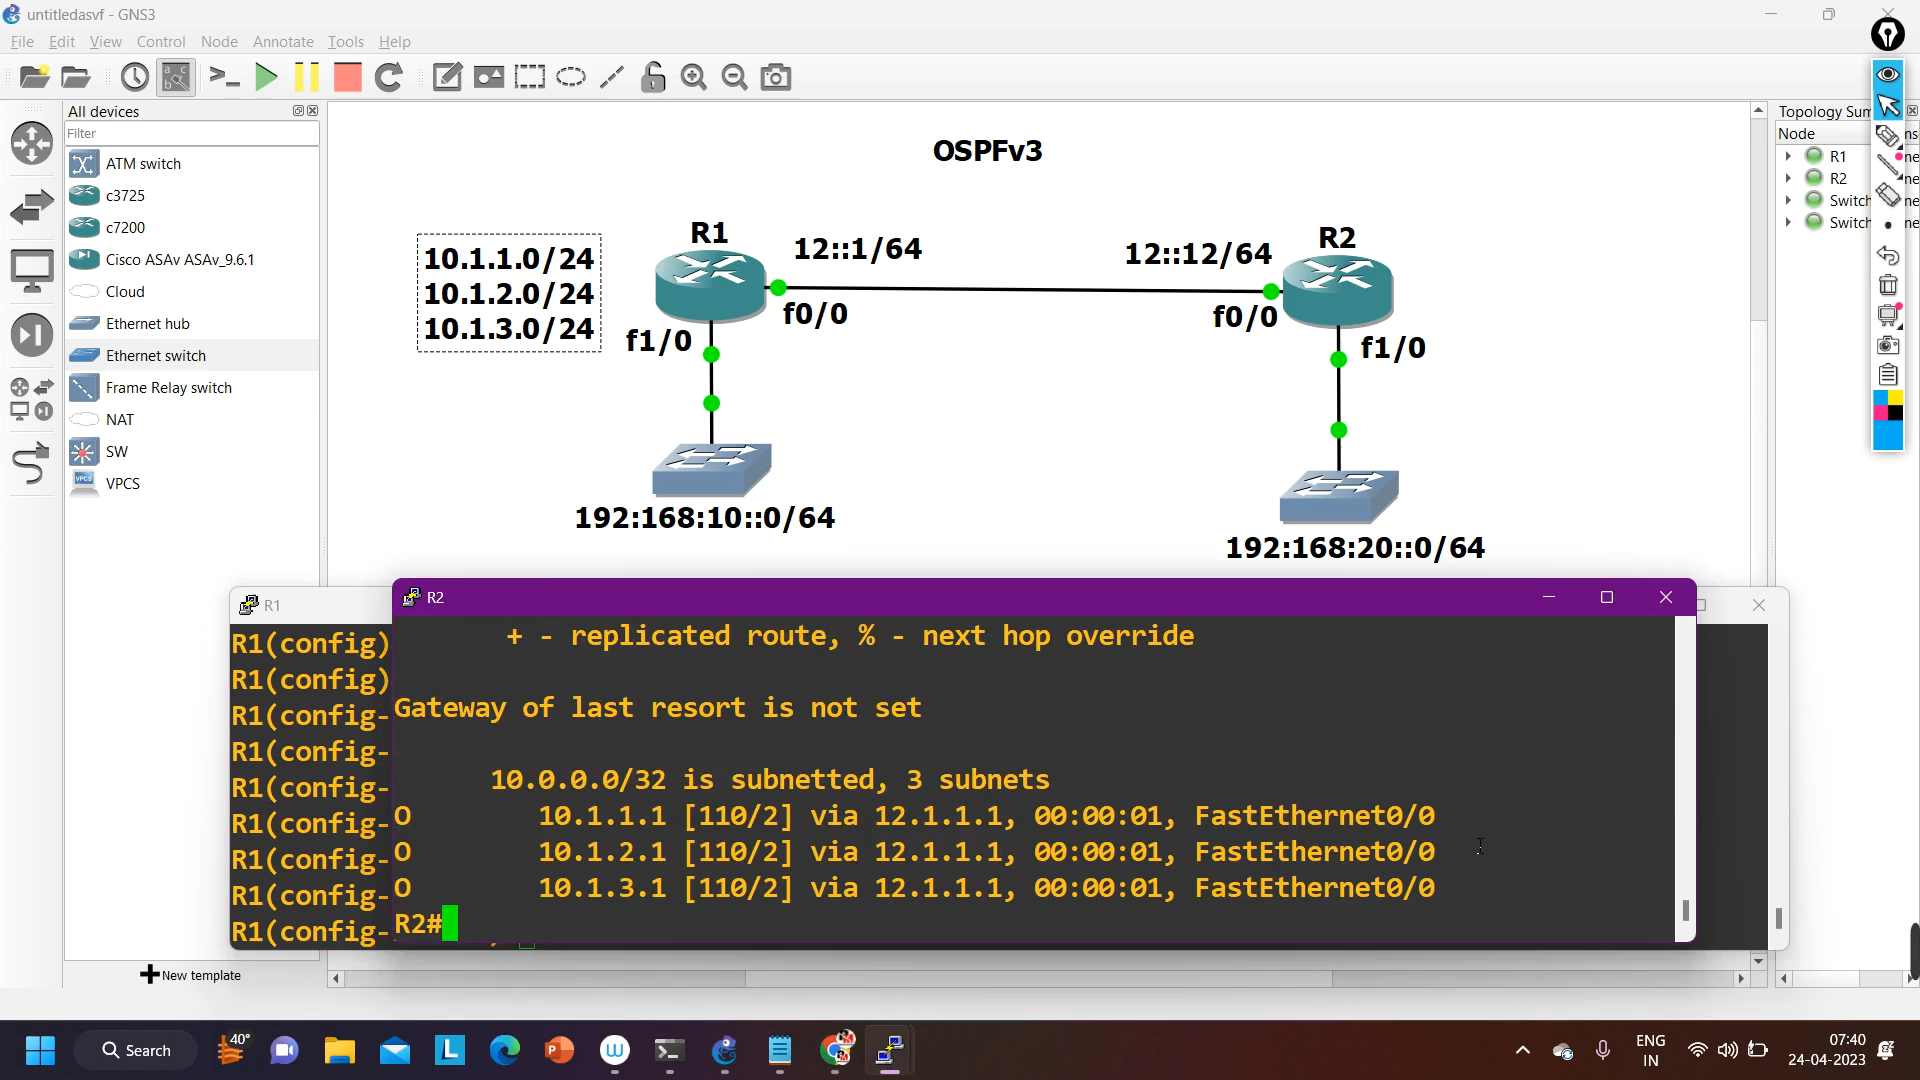 untitledasvf - GNS3
File Edit View Control Node Annotate Tools Help
All devices
Filter
ATM switch
c3725
c7200
Cisco ASAv ASAv_9.6.1
Cloud
Ethernet hub
Ethernet switch
Frame Relay switch
NAT
SW
VPCS
New template
OSPFv3
10.1.1.0/24
10.1.2.0/24
10.1.3.0/24
R1
12::1/64
f0/0
f1/0
192:168:10::0/64
12::12/64
R2
f0/0
f1/0
192:168:20::0/64
Topology Sum
Node
R1
R2
Switch
Switch
R1
R1(config)
R1(config)
R1(config-
R1(config-
R1(config-
R1(config-
R1(config-
R1(config-
R1(config-
R2
+ - replicated route, % - next hop override
Gateway of last resort is not set
10.0.0.0/32 is subnetted, 3 subnets
O 10.1.1.1 [110/2] via 12.1.1.1, 00:00:01, FastEthernet0/0
O 10.1.2.1 [110/2] via 12.1.1.1, 00:00:01, FastEthernet0/0
O 10.1.3.1 [110/2] via 12.1.1.1, 00:00:01, FastEthernet0/0
R2#
Search
40°
ENG
IN
07:40
24-04-2023